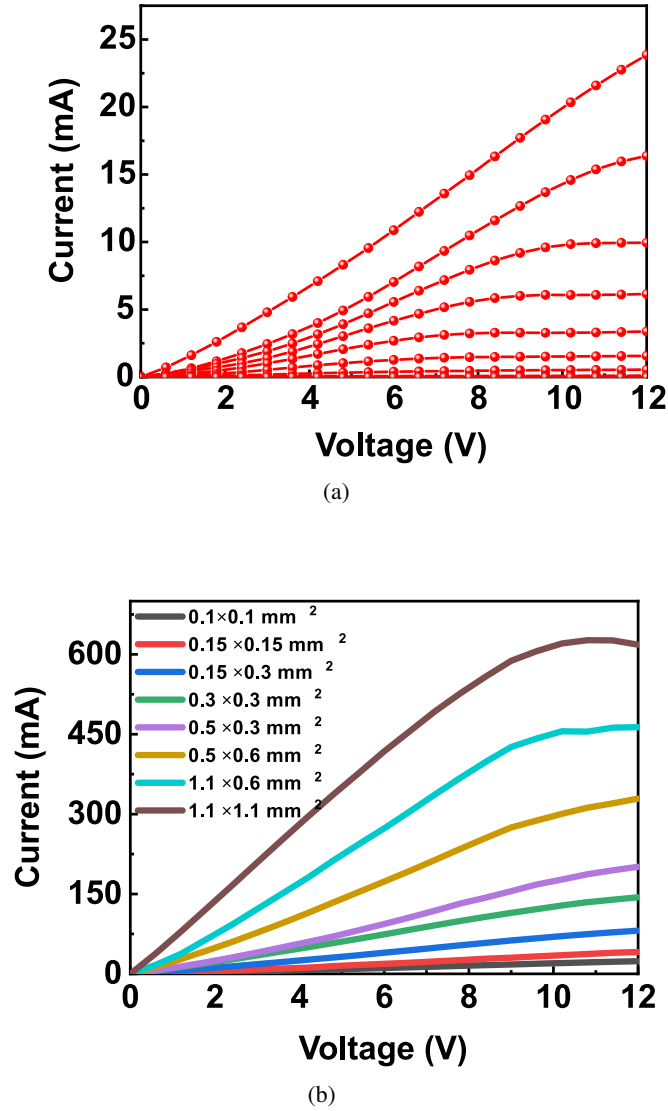 25
20
15
10
5
0
Current (mA)
0 2 4 6 8 10 12
Voltage (V)
(a)
600
450
300
150
0
Current (mA)
0.1×0.1 mm ²
0.15 ×0.15 mm ²
0.15 ×0.3 mm ²
0.3 ×0.3 mm ²
0.5 ×0.3 mm ²
0.5 ×0.6 mm ²
1.1 ×0.6 mm ²
1.1 ×1.1 mm ²
0 2 4 6 8 10 12
Voltage (V)
(b)